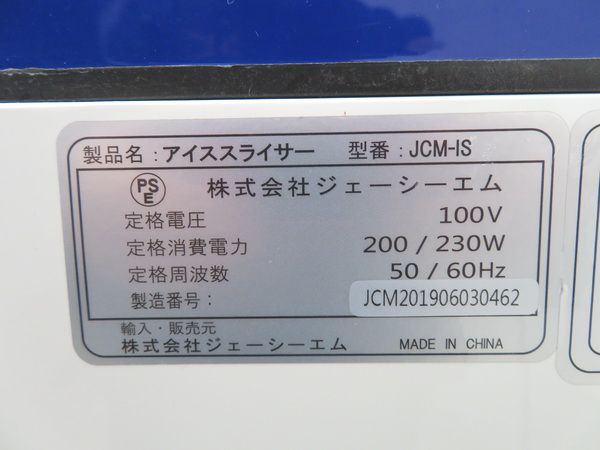 製品名：アイススライサー 型番：JCM-IS
PS
E
株式会社ジェーシーエム
定格電圧 100V
定格消費電力 200 / 230W
定格周波数 50 / 60Hz
製造番号： JCM201906030462
輸入・販売元
株式会社ジェーシーエム MADE IN CHINA